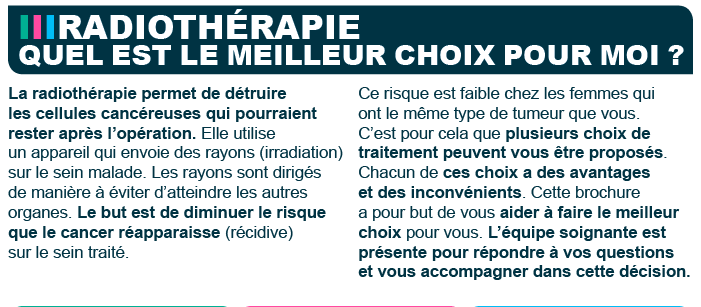 RADIOTHÉRAPIE
QUEL EST LE MEILLEUR CHOIX POUR MOI ?
La radiothérapie permet de détruire
les cellules cancéreuses qui pourraient
rester après l’opération. Elle utilise
un appareil qui envoie des rayons (irradiation)
sur le sein malade. Les rayons sont dirigés
de manière à éviter d’atteindre les autres
organes. Le but est de diminuer le risque
que le cancer réapparaisse (récidive)
sur le sein traité.
Ce risque est faible chez les femmes qui
ont le même type de tumeur que vous.
C’est pour cela que plusieurs choix de
traitement peuvent vous être proposés.
Chacun de ces choix a des avantages
et des inconvénients. Cette brochure
a pour but de vous aider à faire le meilleur
choix pour vous. L’équipe soignante est
présente pour répondre à vos questions
et vous accompagner dans cette décision.